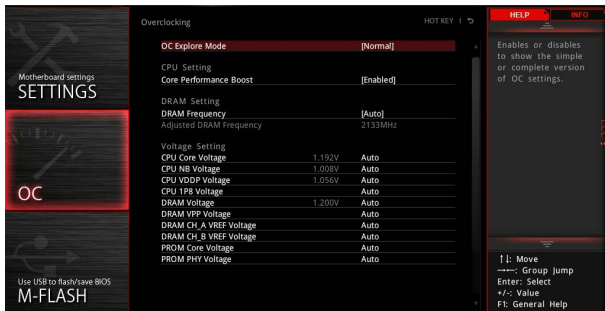 Motherboard settings
SETTINGS
OC
Use USB to flash/save BIOS
M-FLASH
Overclocking
HOT KEY
OC Explore Mode [Normal]
CPU Setting
Core Performance Boost [Enabled]
DRAM Setting
DRAM Frequency [Auto]
Adjusted DRAM Frequency 2133MHz
Voltage Setting
CPU Core Voltage 1.192V Auto
CPU NB Voltage 1.008V Auto
CPU VDDP Voltage 1.056V Auto
CPU 1P8 Voltage Auto
DRAM Voltage 1.200V Auto
DRAM VPP Voltage Auto
DRAM CH_A VREF Voltage Auto
DRAM CH_B VREF Voltage Auto
PROM Core Voltage Auto
PROM PHY Voltage Auto
HELP
INFO
Enables or disables
to show the simple
or complete version
of OC settings.
↑↓: Move
→←: Group Jump
Enter: Select
+/-: Value
F1: General Help